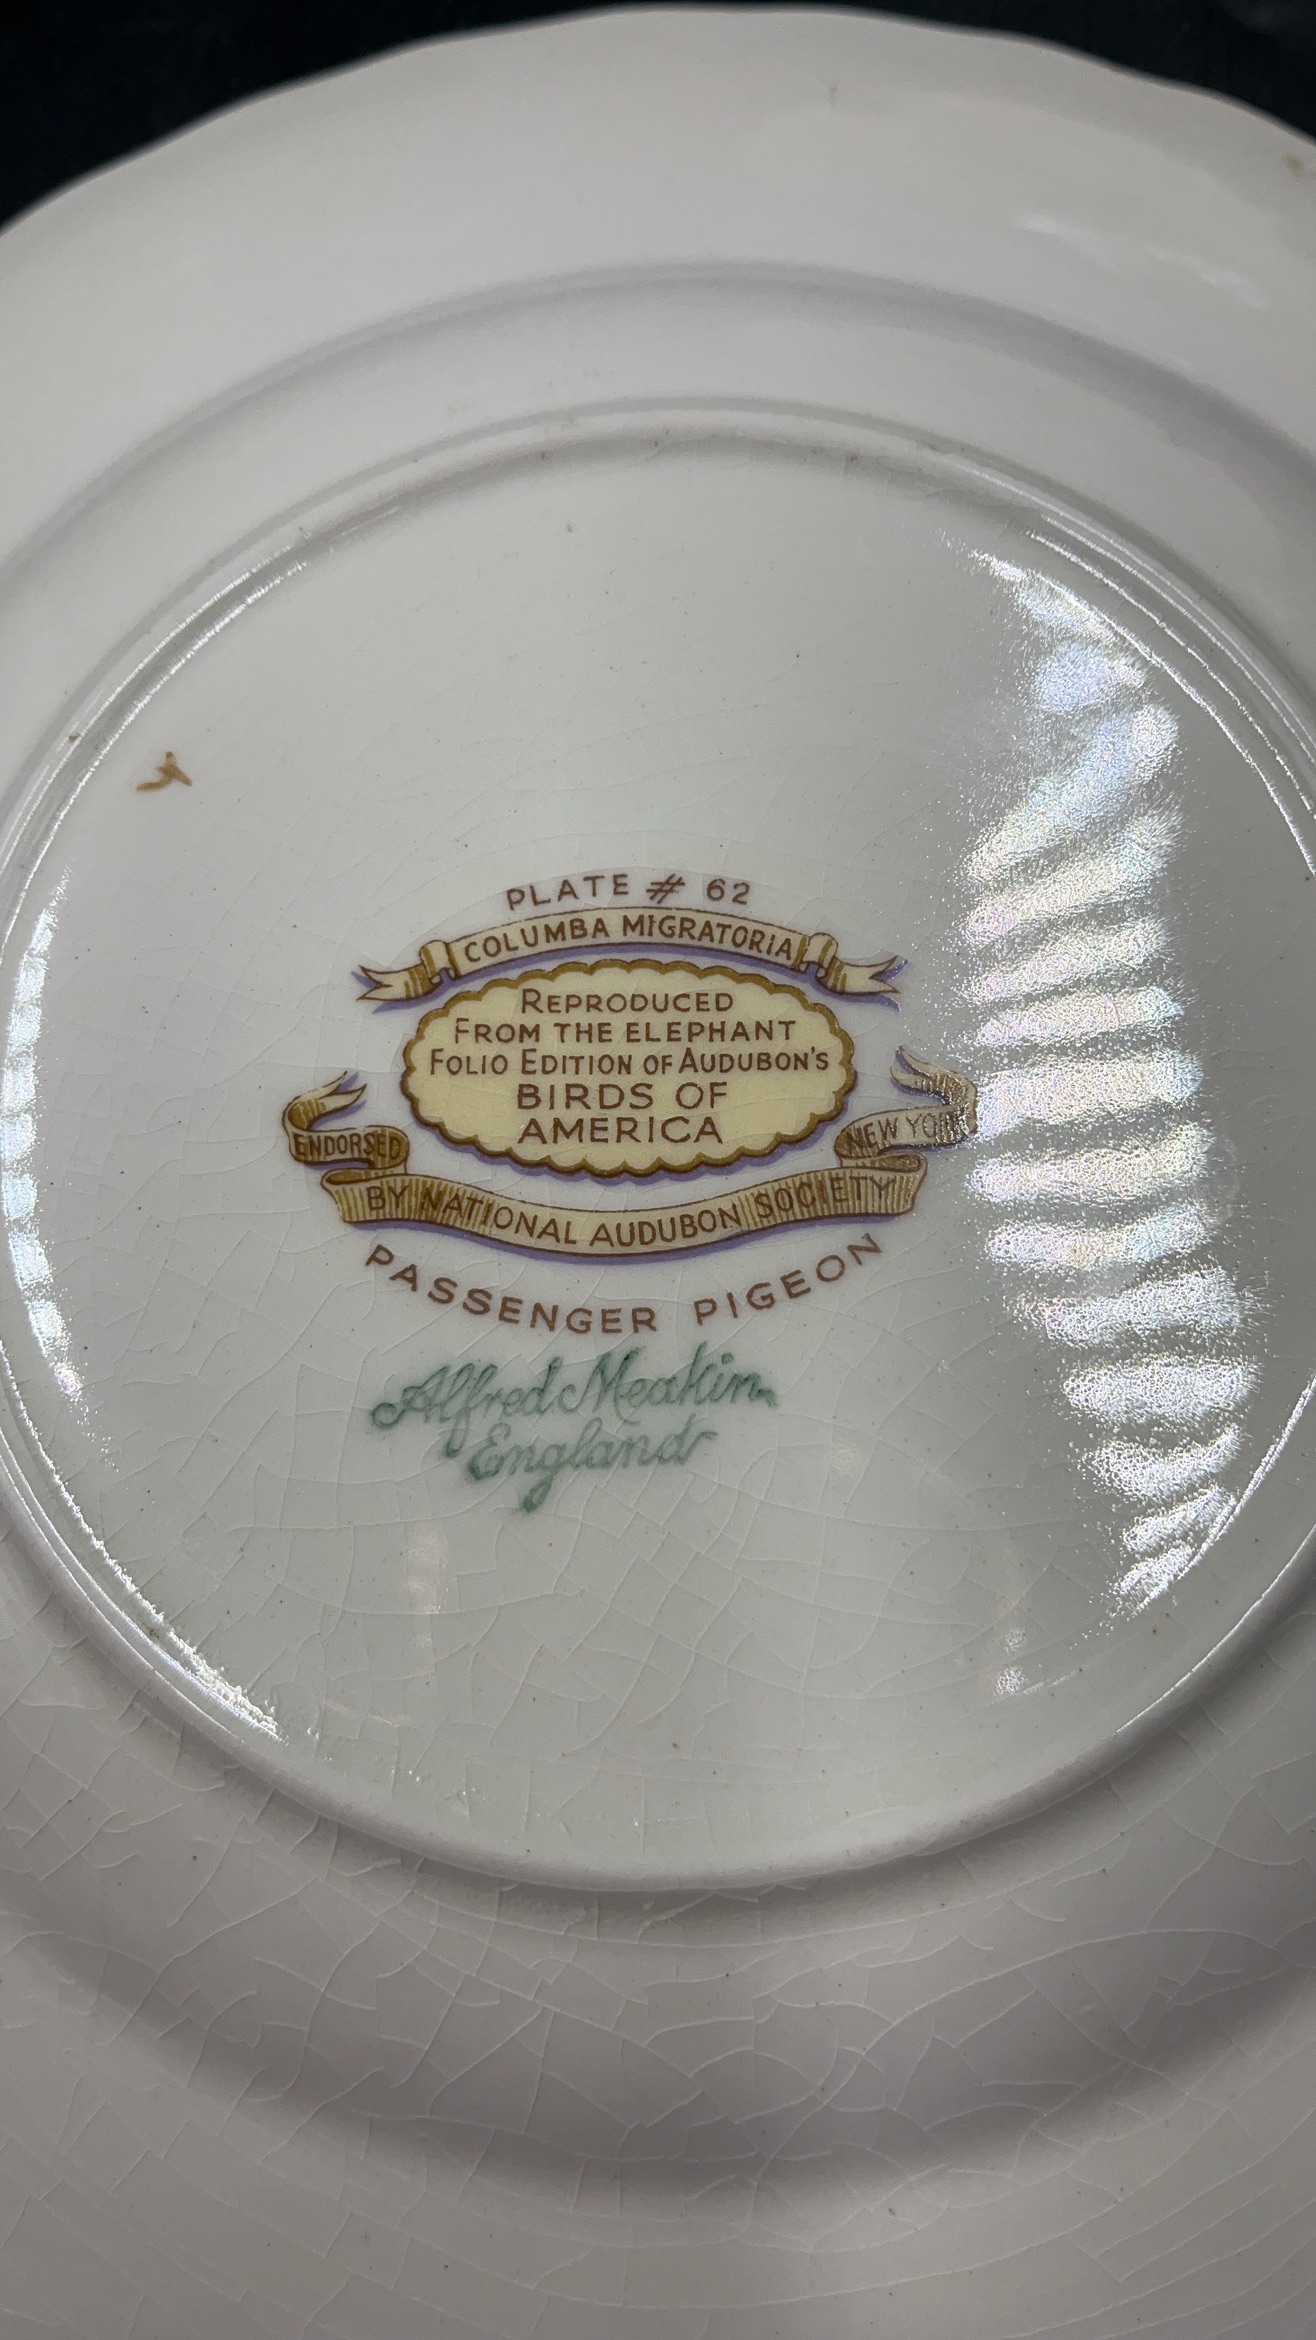 PLATE # 62
COLUMBA MIGRATORIA
REPRODUCED
FROM THE ELEPHANT
FOLIO EDITION OF AUDUBON'S
BIRDS OF
AMERICA
ENDORSED
BY NATIONAL AUDUBON SOCIETY
NEW YORK
PASSENGER PIGEON
Alfred Meakin
England